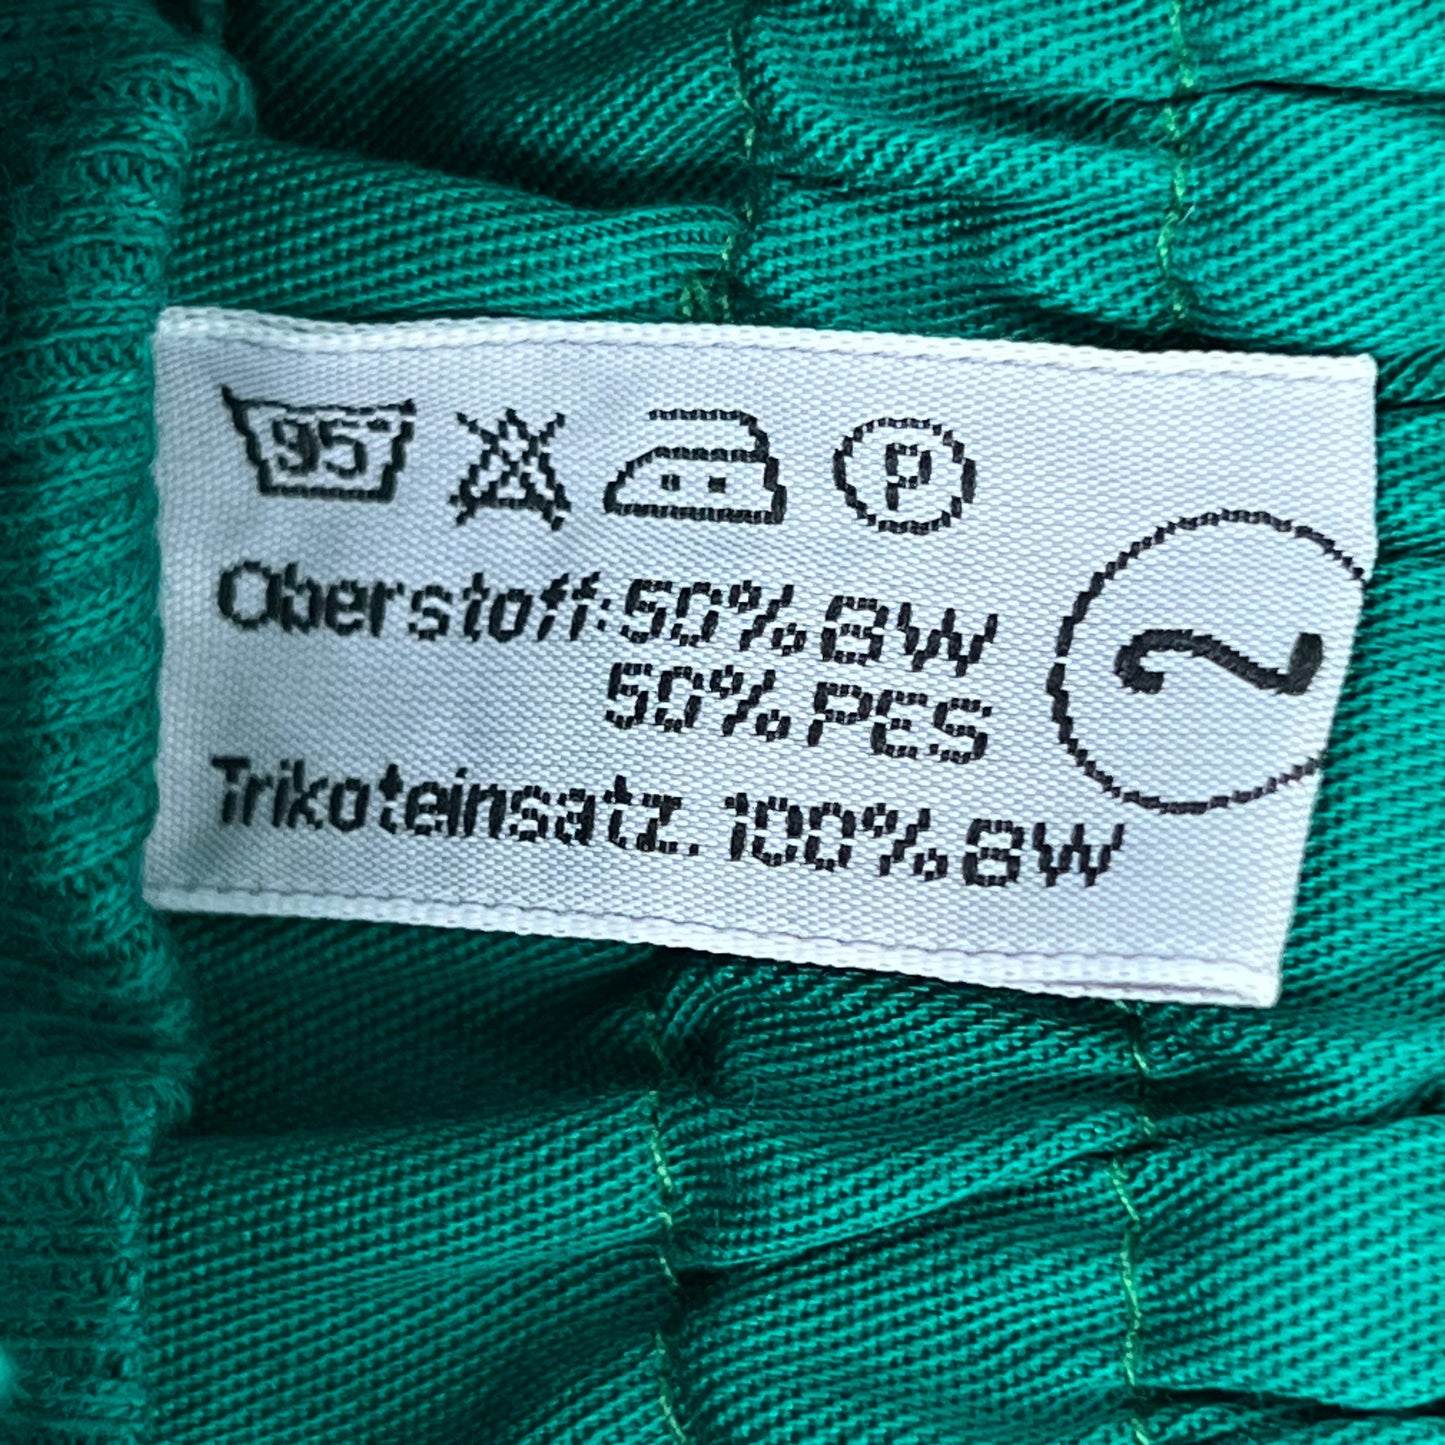 95° P
Oberstoff: 50% BW
50% PES
Trikoteinsatz. 100% BW
2